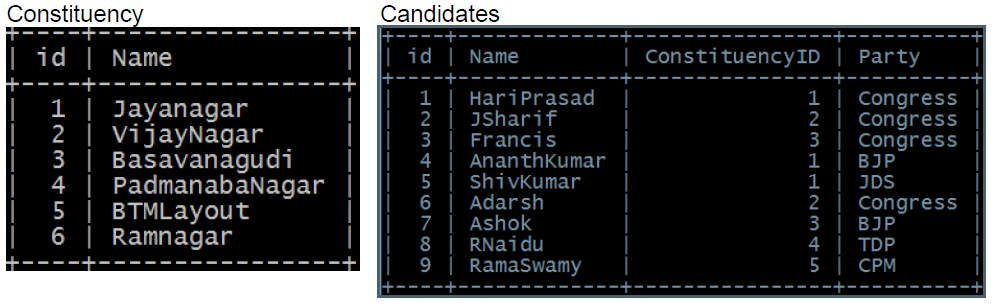 Constituency
+----+----------------+
| id | Name           |
+----+----------------+
|  1 | Jayanagar      |
|  2 | VijayNagar     |
|  3 | Basavanagudi   |
|  4 | PadmanabaNagar |
|  5 | BTMLayout      |
|  6 | Ramnagar       |
+----+----------------+
Candidates
+----+-------------+----------------+----------+
| id | Name        | ConstituencyID | Party    |
+----+-------------+----------------+----------+
|  1 | HariPrasad  |              1 | Congress |
|  2 | JSharif     |              2 | Congress |
|  3 | Francis     |              3 | Congress |
|  4 | AnanthKumar |              1 | BJP      |
|  5 | ShivKumar   |              1 | JDS      |
|  6 | Adarsh      |              2 | Congress |
|  7 | Ashok       |              3 | BJP      |
|  8 | RNaidu      |              4 | TDP      |
|  9 | RamaSwamy   |              5 | CPM      |
+----+-------------+----------------+----------+